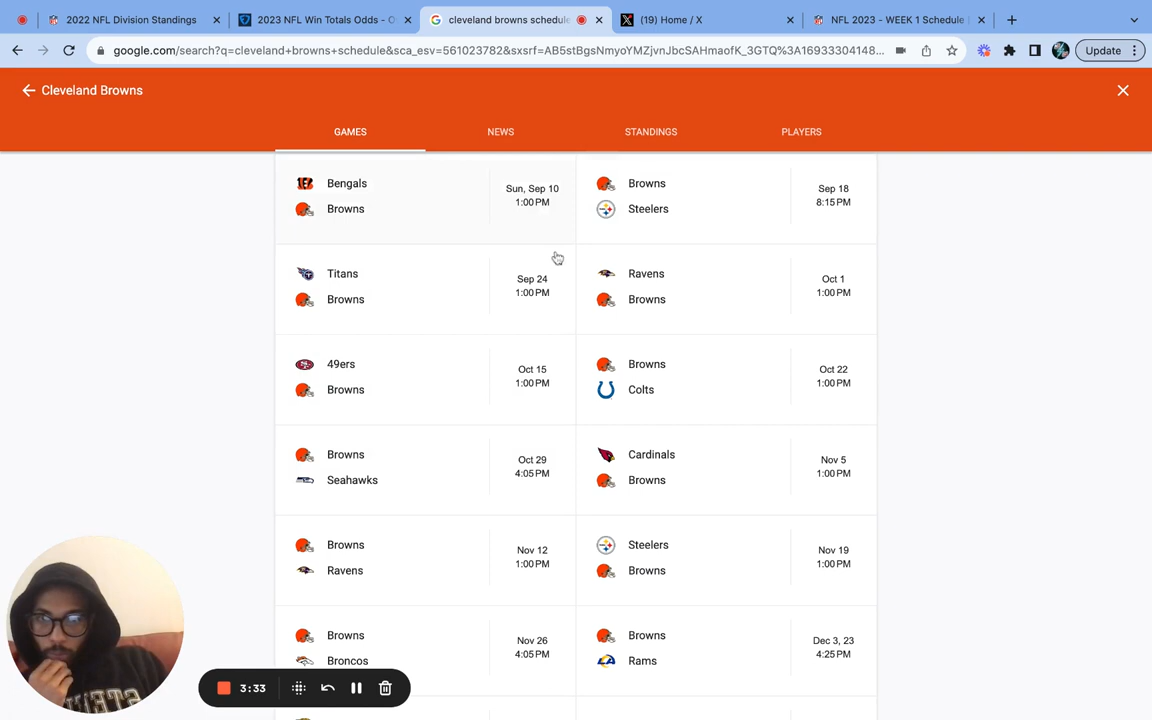 2022 NFL Division Standings
2023 NFL Win Totals Odds - O
cleveland browns schedule
(19) Home / X
NFL 2023 - WEEK 1 Schedule
google.com/search?q=cleveland+browns+schedule&sca_esv=561023782&sxsrf=AB5stBgsNmyoYMZjvnJbcSAHmaofK_3GTQ%3A16933304148...
Update
Cleveland Browns
GAMES
NEWS
STANDINGS
PLAYERS
Bengals
Browns
Sun, Sep 10
1:00 PM
Browns
Steelers
Sep 18
8:15 PM
Titans
Browns
Sep 24
1:00 PM
Ravens
Browns
Oct 1
1:00 PM
49ers
Browns
Oct 15
1:00 PM
Browns
Colts
Oct 22
1:00 PM
Browns
Seahawks
Oct 29
4:05 PM
Cardinals
Browns
Nov 5
1:00 PM
Browns
Ravens
Nov 12
1:00 PM
Steelers
Browns
Nov 19
1:00 PM
Browns
Broncos
Nov 26
4:05 PM
Browns
Rams
Dec 3, 23
4:25 PM
3:33